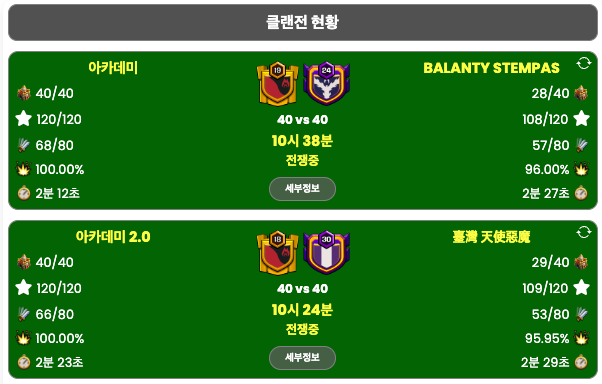 클랜전 현황
아카데미
19
24
BALANTY STEMPAS
40/40
28/40
120/120
40 vs 40
108/120
68/80
10시 38분
57/80
전쟁중
100.00%
96.00%
2분 12초
세부정보
2분 27초
아카데미 2.0
18
30
臺灣 天使惡魔
40/40
29/40
120/120
40 vs 40
109/120
66/80
10시 24분
53/80
전쟁중
100.00%
95.95%
2분 23초
세부정보
2분 29초